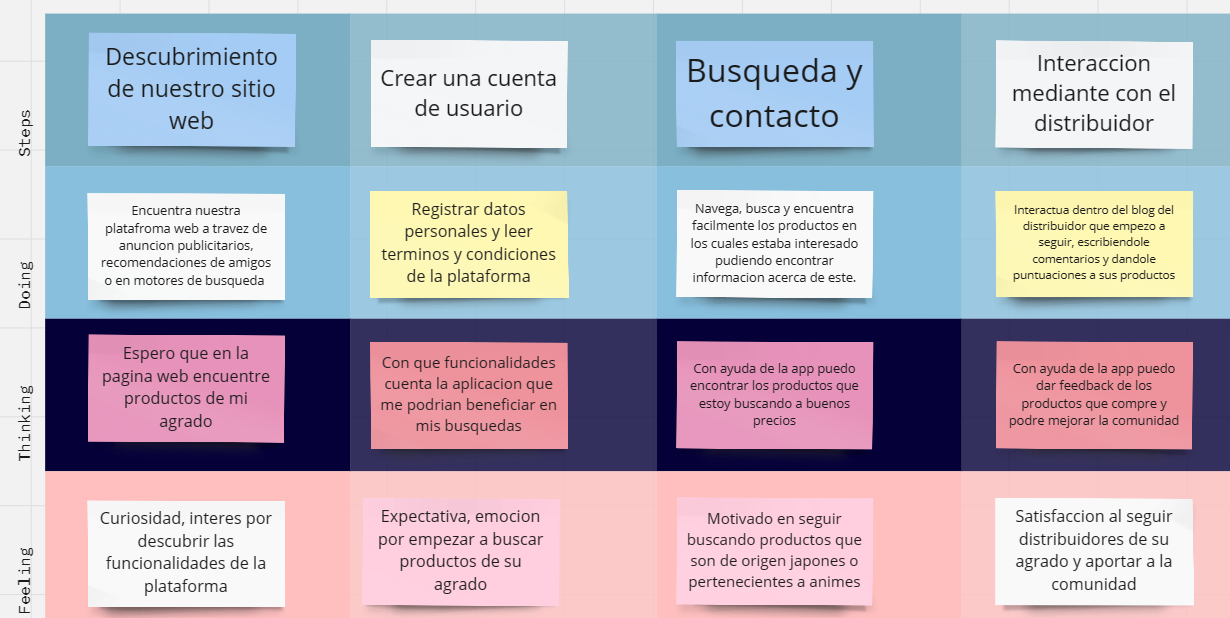 Steps
Descubrimiento
de nuestro sitio
web
Crear una cuenta
de usuario
Busqueda y
contacto
Interaccion
mediante con el
distribuidor
Doing
Encuentra nuestra
platafroma web a travez de
anuncion publicitarios,
recomendaciones de amigos
o en motores de busqueda
Registrar datos
personales y leer
terminos y condiciones
de la plataforma
Navega, busca y encuentra
facilmente los productos en
los cuales estaba interesado
pudiendo encontrar
informacion acerca de este.
Interactua dentro del blog del
distribuidor que empezo a
seguir, escribiendole
comentarios y dandole
puntuaciones a sus productos
Thinking
Espero que en la
pagina web encuentre
productos de mi
agrado
Con que funcionalidades
cuenta la aplicacion que
me podrian beneficiar en
mis busquedas
Con ayuda de la app puedo
encontrar los productos que
estoy buscando a buenos
precios
Con ayuda de la app puedo
dar feedback de los
productos que compre y
podre mejorar la comunidad
Feeling
Curiosidad, interes por
descubrir las
funcionalidades de la
plataforma
Expectativa, emocion
por empezar a buscar
productos de su
agrado
Motivado en seguir
buscando productos que
son de origen japones o
pertenecientes a animes
Satisfaccion al seguir
distribuidores de su
agrado y aportar a la
comunidad